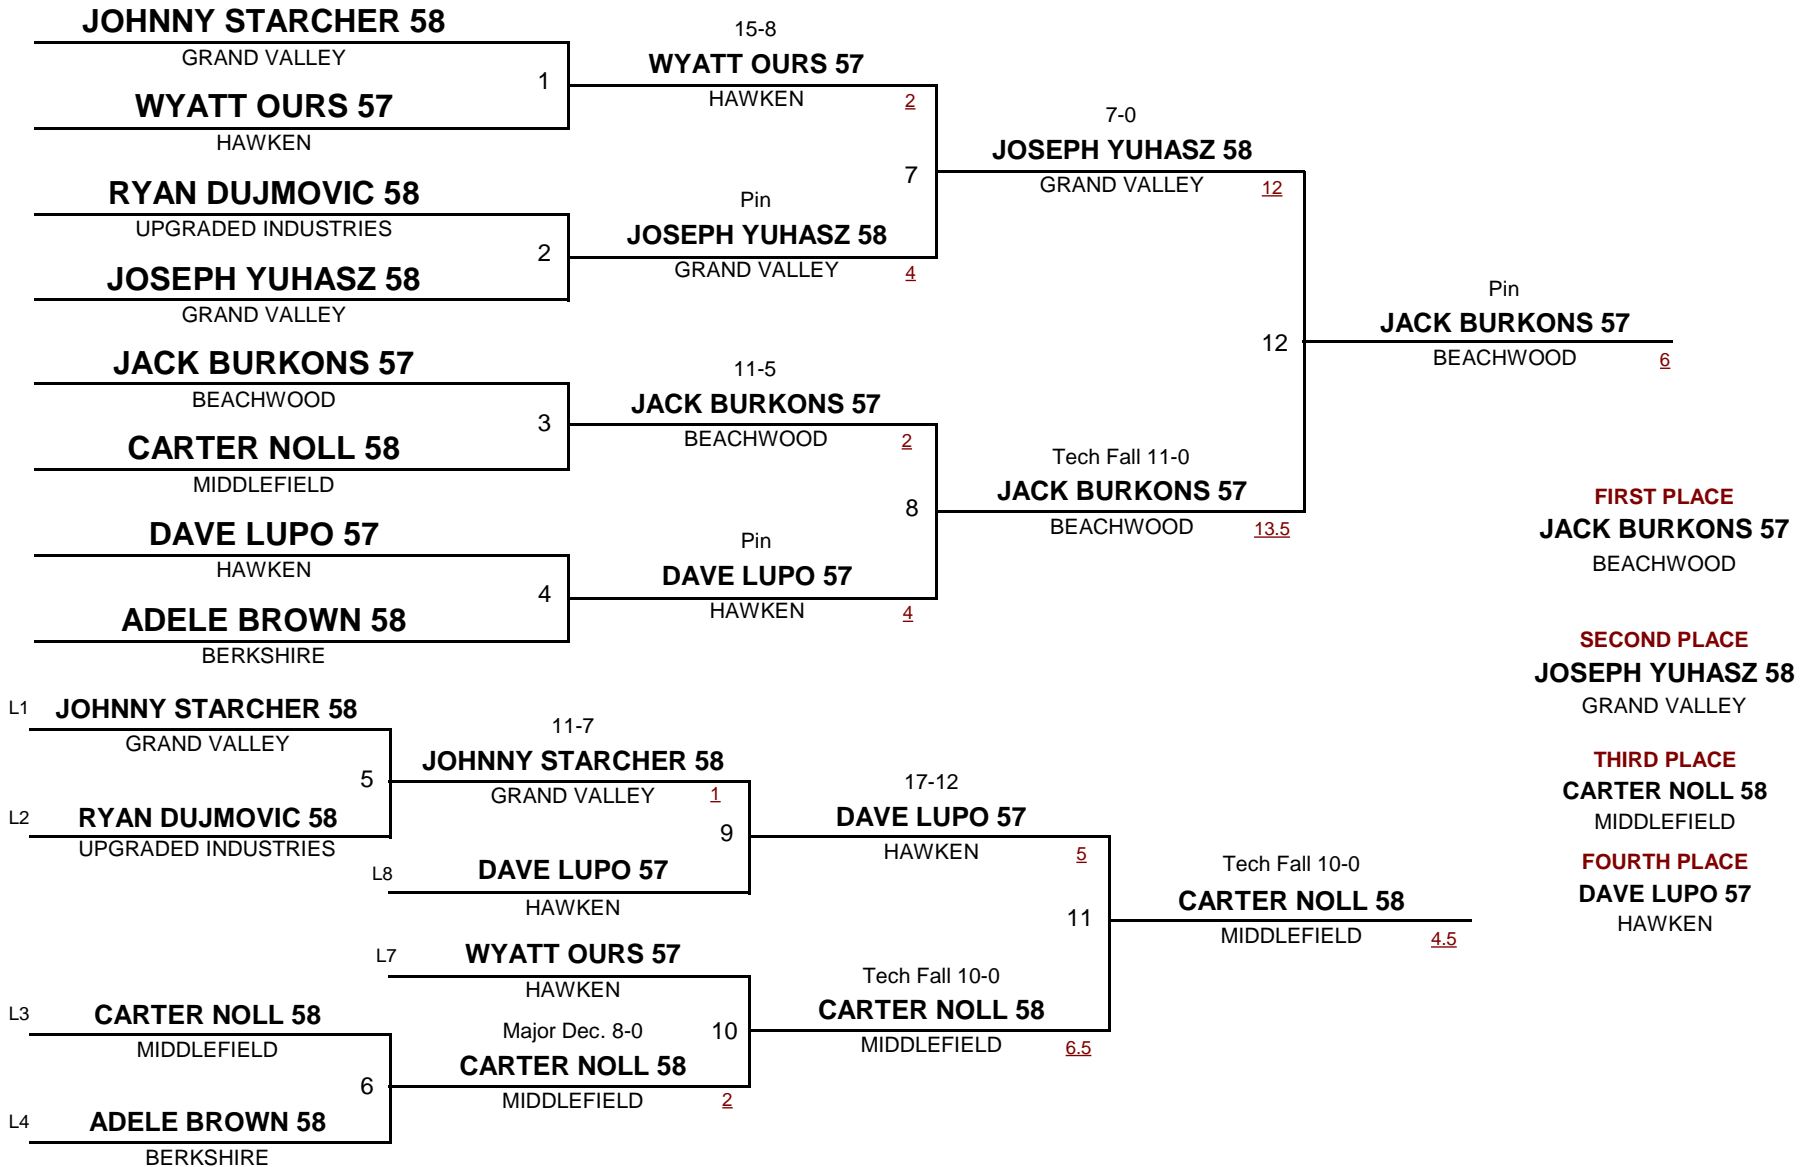 JOHNNY STARCHER 58
GRAND VALLEY
1
WYATT OURS 57
HAWKEN
RYAN DUJMOVIC 58
UPGRADED INDUSTRIES
2
JOSEPH YUHASZ 58
GRAND VALLEY
JACK BURKONS 57
BEACHWOOD
3
CARTER NOLL 58
MIDDLEFIELD
DAVE LUPO 57
HAWKEN
4
ADELE BROWN 58
BERKSHIRE
15-8
WYATT OURS 57
HAWKEN 2
7
Pin
JOSEPH YUHASZ 58
GRAND VALLEY 4
11-5
JACK BURKONS 57
BEACHWOOD 2
8
Pin
DAVE LUPO 57
HAWKEN 4
7-0
JOSEPH YUHASZ 58
GRAND VALLEY 12
12
Tech Fall 11-0
JACK BURKONS 57
BEACHWOOD 13.5
Pin
JACK BURKONS 57
BEACHWOOD 6
FIRST PLACE
JACK BURKONS 57
BEACHWOOD
SECOND PLACE
JOSEPH YUHASZ 58
GRAND VALLEY
THIRD PLACE
CARTER NOLL 58
MIDDLEFIELD
FOURTH PLACE
DAVE LUPO 57
HAWKEN
L1 JOHNNY STARCHER 58
GRAND VALLEY
5
L2 RYAN DUJMOVIC 58
UPGRADED INDUSTRIES
11-7
JOHNNY STARCHER 58
GRAND VALLEY 1
9
L8 DAVE LUPO 57
HAWKEN
L7 WYATT OURS 57
HAWKEN
L3 CARTER NOLL 58
MIDDLEFIELD
6
L4 ADELE BROWN 58
BERKSHIRE
Major Dec. 8-0 10
CARTER NOLL 58
MIDDLEFIELD 2
17-12
DAVE LUPO 57
HAWKEN 5
11
Tech Fall 10-0
CARTER NOLL 58
MIDDLEFIELD 6.5
Tech Fall 10-0
CARTER NOLL 58
MIDDLEFIELD 4.5